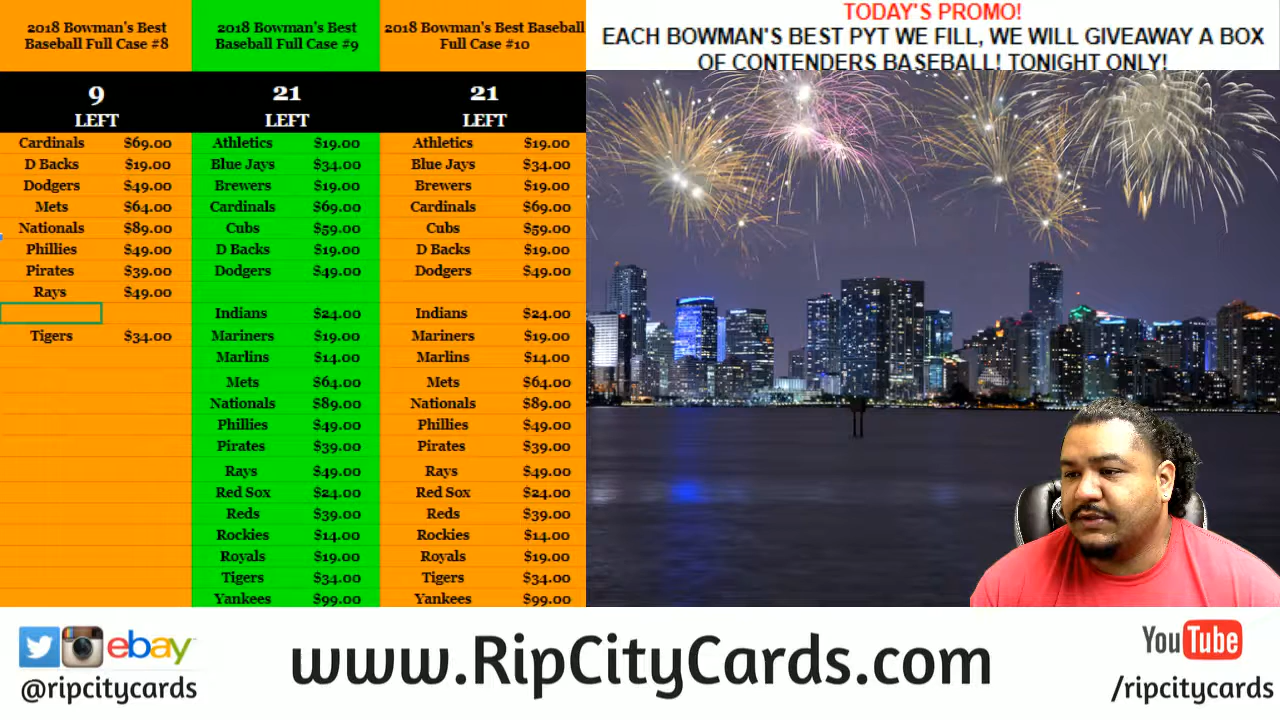 2018 Bowman's Best
Baseball Full Case #8
2018 Bowman's Best
Baseball Full Case #9
2018 Bowman's Best Baseball
Full Case #10
TODAY'S PROMO!
EACH BOWMAN'S BEST PYT WE FILL, WE WILL GIVEAWAY A BOX
OF CONTENDERS BASEBALL! TONIGHT ONLY!
9
LEFT
21
LEFT
21
LEFT
Cardinals $69.00
D Backs $19.00
Dodgers $49.00
Mets $64.00
Nationals $89.00
Phillies $49.00
Pirates $39.00
Rays $49.00
Tigers $34.00
Athletics $19.00
Blue Jays $34.00
Brewers $19.00
Cardinals $69.00
Cubs $59.00
D Backs $19.00
Dodgers $49.00
Indians $24.00
Mariners $19.00
Marlins $14.00
Mets $64.00
Nationals $89.00
Phillies $49.00
Pirates $39.00
Rays $49.00
Red Sox $24.00
Reds $39.00
Rockies $14.00
Royals $19.00
Tigers $34.00
Yankees $99.00
Athletics $19.00
Blue Jays $34.00
Brewers $19.00
Cardinals $69.00
Cubs $59.00
D Backs $19.00
Dodgers $49.00
Indians $24.00
Mariners $19.00
Marlins $14.00
Mets $64.00
Nationals $89.00
Phillies $49.00
Pirates $39.00
Rays $49.00
Red Sox $24.00
Reds $39.00
Rockies $14.00
Royals $19.00
Tigers $34.00
Yankees $99.00
ebay
@ripcitycards
www.RipCityCards.com
YouTube
/ripcitycards